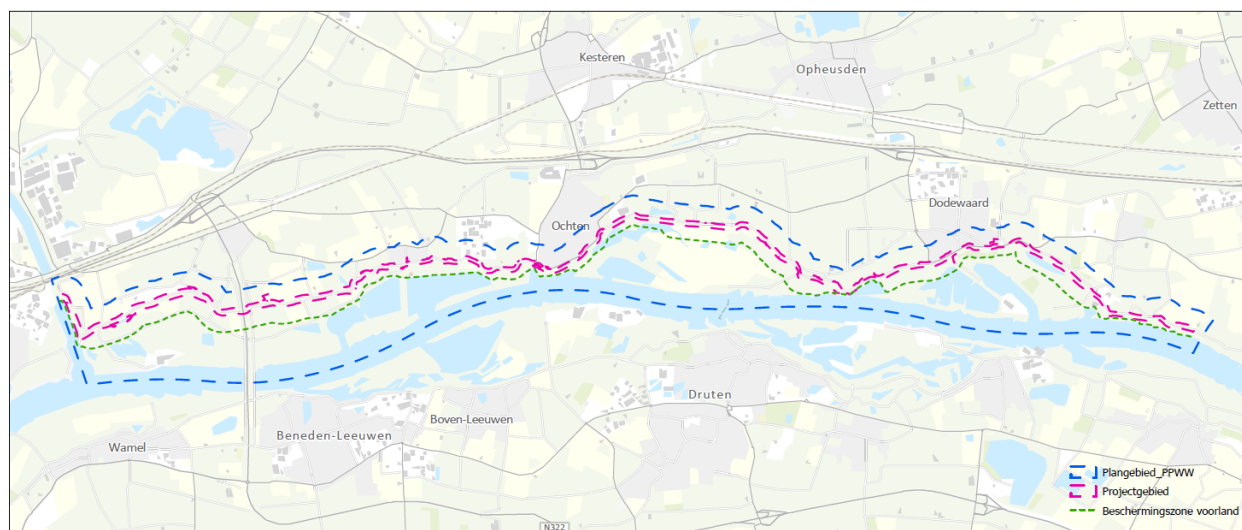 Kesteren
Opheusden
Zetten
Dodewaard
Ochten
Druten
Boven-Leeuwen
Beneden-Leeuwen
Wamel
Plangebied_PPWW
Projectgebied
Beschermingszone voorland
N322